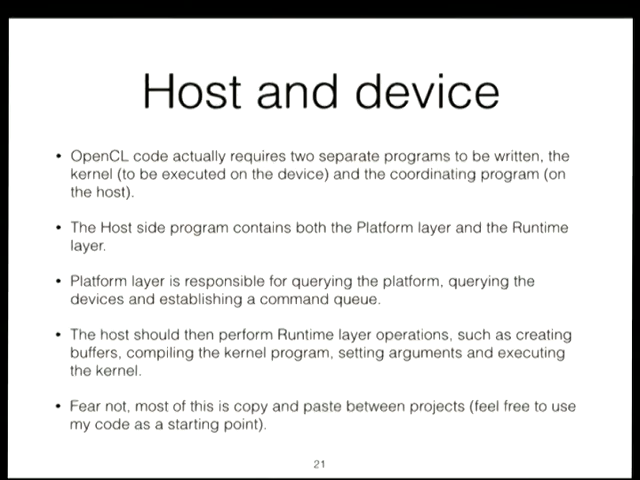 Host and device
• OpenCL code actually requires two separate programs to be written, the
kernel (to be executed on the device) and the coordinating program (on
the host).
• The Host side program contains both the Platform layer and the Runtime
layer.
• Platform layer is responsible for querying the platform, querying the
devices and establishing a command queue.
• The host should then perform Runtime layer operations, such as creating
buffers, compiling the kernel program, setting arguments and executing
the kernel.
• Fear not, most of this is copy and paste between projects (feel free to use
my code as a starting point).
21